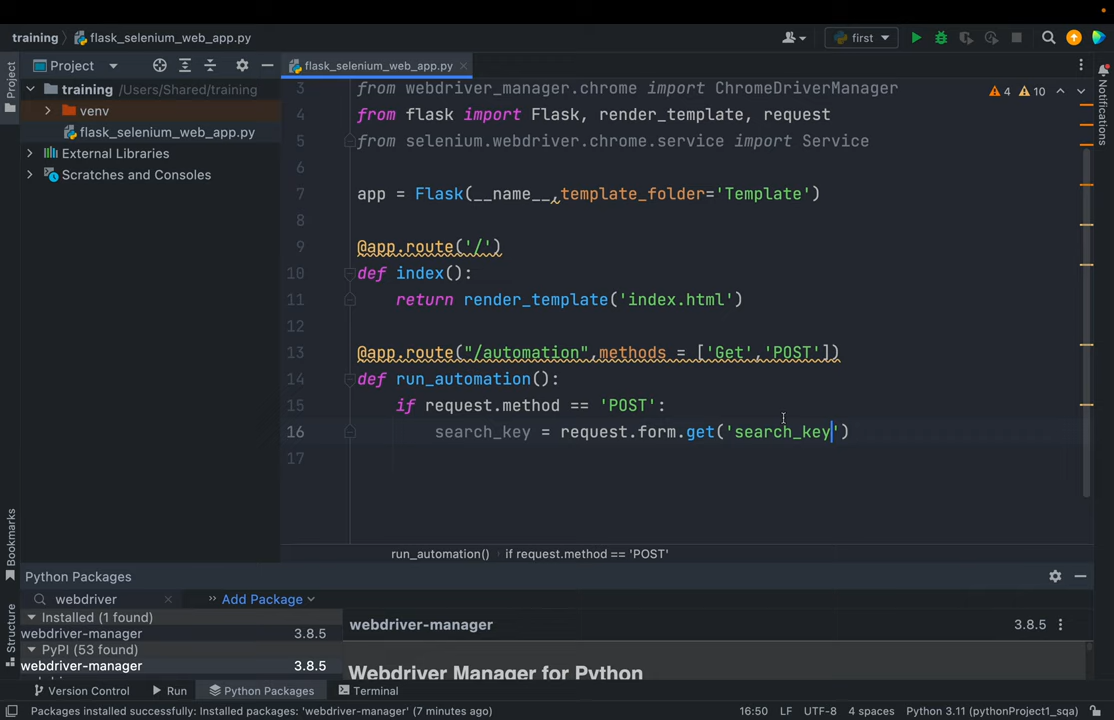 training flask_selenium_web_app.py first
Project flask_selenium_web_app.py
training /Users/Shared/training
venv
flask_selenium_web_app.py
External Libraries
Scratches and Consoles
Project
Bookmarks
Structure
Notifications
4 10
3 from webdriver_manager.chrome import ChromeDriverManager
4 from flask import Flask, render_template, request
5 from selenium.webdriver.chrome.service import Service
6
7 app = Flask(__name__,template_folder='Template')
8
9 @app.route('/')
10 def index():
11 return render_template('index.html')
12
13 @app.route("/automation",methods = ['Get','POST'])
14 def run_automation():
15 if request.method == 'POST':
16 search_key = request.form.get('search_key')
17
run_automation() if request.method == 'POST'
Python Packages
webdriver Add Package
Installed (1 found)
webdriver-manager 3.8.5
PyPI (53 found)
webdriver-manager 3.8.5
webdriver-manager 3.8.5
Webdriver Manager for Python
Version Control Run Python Packages Terminal
Packages installed successfully: Installed packages: 'webdriver-manager' (7 minutes ago) 16:50 LF UTF-8 4 spaces Python 3.11 (pythonProject1_sqa)